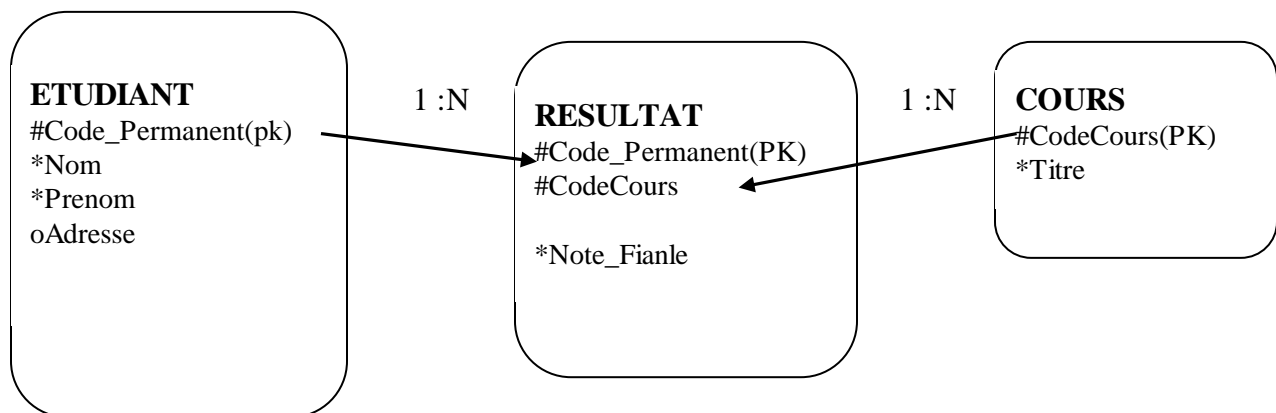 ETUDIANT
#Code_Permanent(pk)
*Nom
*Prenom
oAdresse
1 :N
RESULTAT
#Code_Permanent(PK)
#CodeCours
*Note_Fianle
1 :N
COURS
#CodeCours(PK)
*Titre